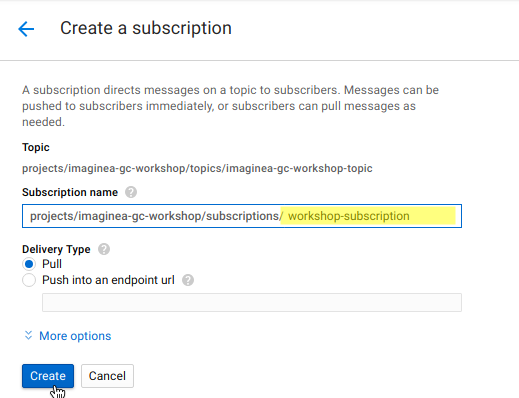 Create a subscription
A subscription directs messages on a topic to subscribers. Messages can be
pushed to subscribers immediately, or subscribers can pull messages as
needed.
Topic
projects/imaginea-gc-workshop/topics/imaginea-gc-workshop-topic
Subscription name ?
projects/imaginea-gc-workshop/subscriptions/ workshop-subscription
Delivery Type ?
Pull
Push into an endpoint url ?
More options
Create Cancel